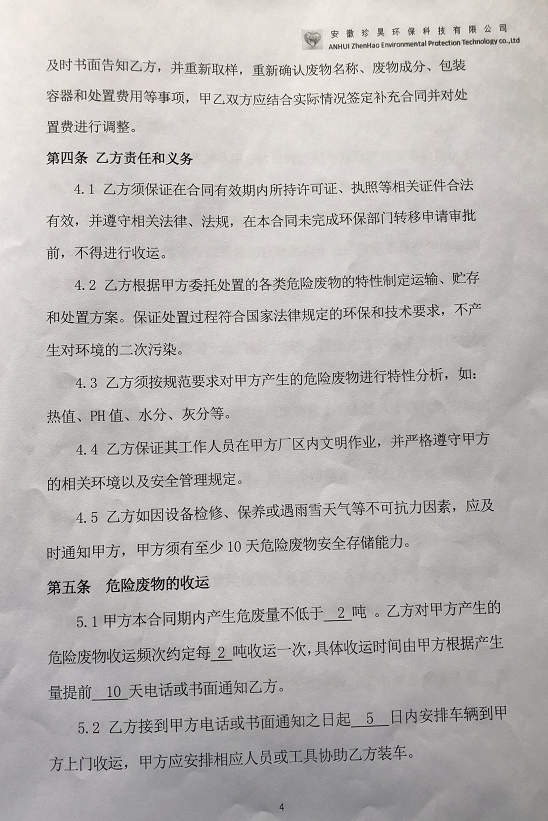 安徽珍昊环保科技有限公司
ANHUI ZhenHao Environmental Protection Technology co.,Ltd
及时书面告知乙方，并重新取样，重新确认废物名称、废物成分、包装
容器和处置费用等事项，甲乙双方应结合实际情况签定补充合同并对处
置费进行调整。
第四条 乙方责任和义务
4.1 乙方须保证在合同有效期内所持许可证、执照等相关证件合法
有效，并遵守相关法律、法规，在本合同未完成环保部门转移申请审批
前，不得进行收运。
4.2 乙方根据甲方委托处置的各类危险废物的特性制定运输、贮存
和处置方案。保证处置过程符合国家法律规定的环保和技术要求，不产
生对环境的二次污染。
4.3 乙方须按规范要求对甲方产生的危险废物进行特性分析，如：
热值、PH 值、水分、灰分等。
4.4 乙方保证其工作人员在甲方厂区内文明作业，并严格遵守甲方
的相关环境以及安全管理规定。
4.5 乙方如因设备检修、保养或遇雨雪天气等不可抗力因素，应及
时通知甲方，甲方须有至少 10 天危险废物安全存储能力。
第五条 危险废物的收运
5.1 甲方本合同期内产生危废量不低于 2 吨 。乙方对甲方产生的
危险废物收运频次约定每 2 吨收运一次，具体收运时间由甲方根据产生
量提前 10 天电话或书面通知乙方。
5.2 乙方接到甲方电话或书面通知之日起 5 日内安排车辆到甲
方上门收运，甲方应安排相应人员或工具协助乙方装车。
4